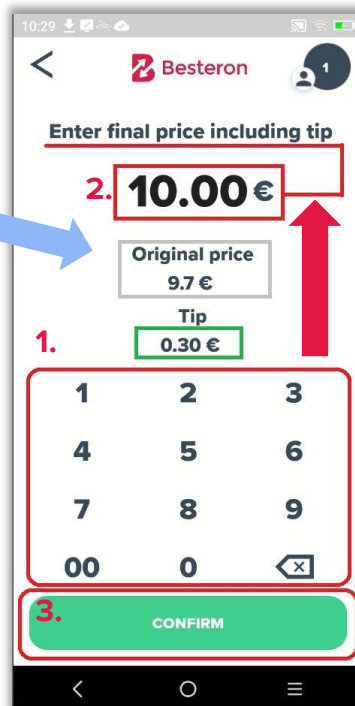 10:29
Besteron
1
Enter final price including tip
2. 10.00 €
Original price
9.7 €
Tip
1. 0.30 €
1 2 3
4 5 6
7 8 9
00 0
3. CONFIRM